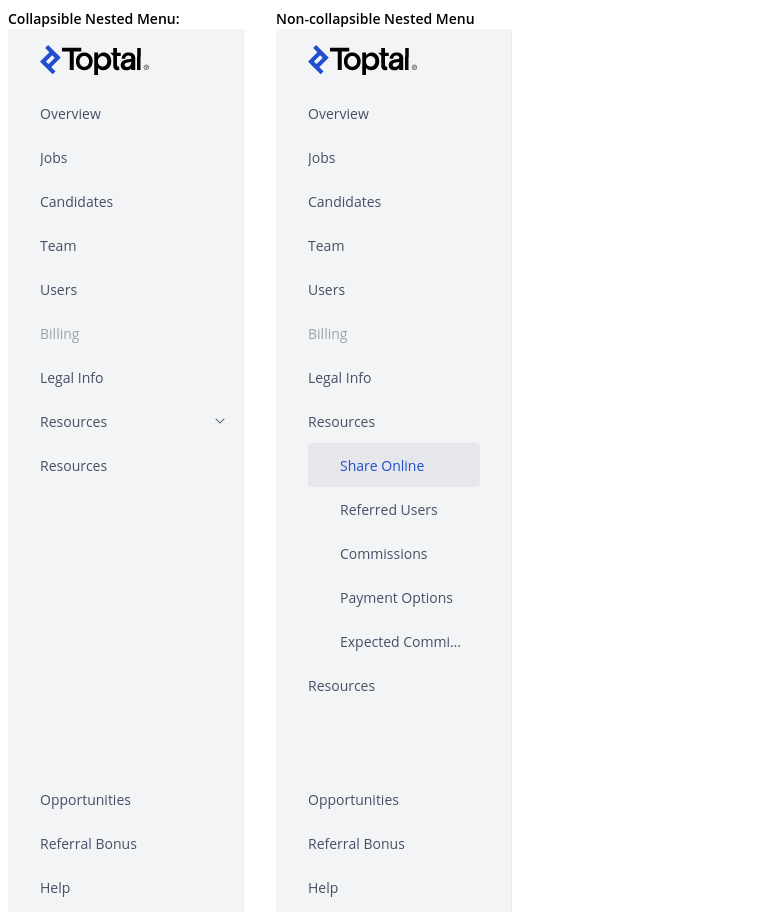 Collapsible Nested Menu:
Toptal®
Overview
Jobs
Candidates
Team
Users
Billing
Legal Info
Resources
Resources
Opportunities
Referral Bonus
Help
Non-collapsible Nested Menu
Toptal®
Overview
Jobs
Candidates
Team
Users
Billing
Legal Info
Resources
Share Online
Referred Users
Commissions
Payment Options
Expected Commi...
Resources
Opportunities
Referral Bonus
Help